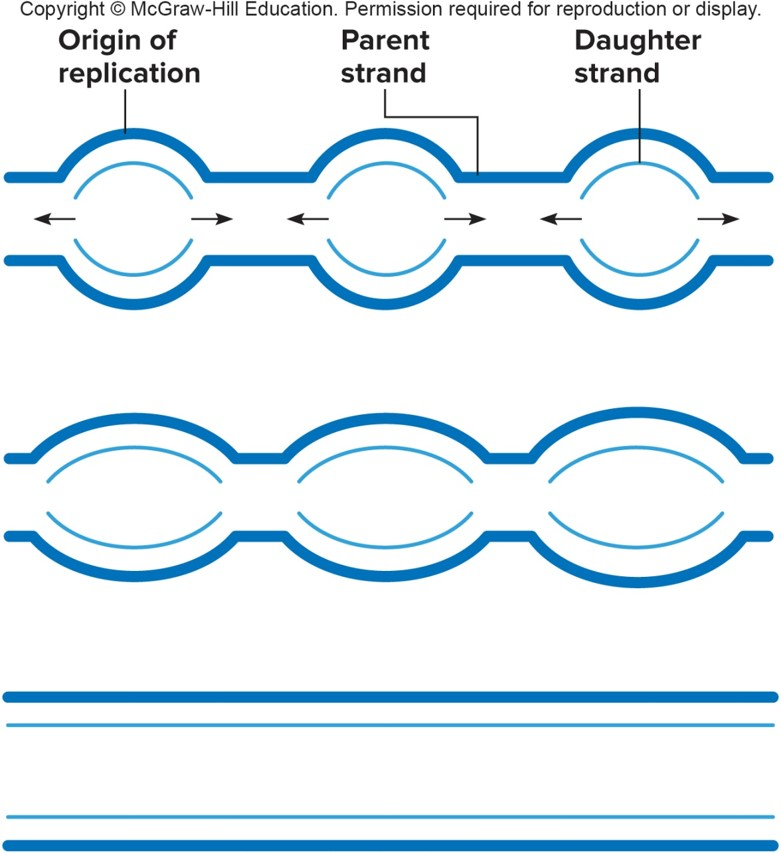 Copyright © McGraw-Hill Education. Permission required for reproduction or display.
Origin of
replication
Parent
strand
Daughter
strand